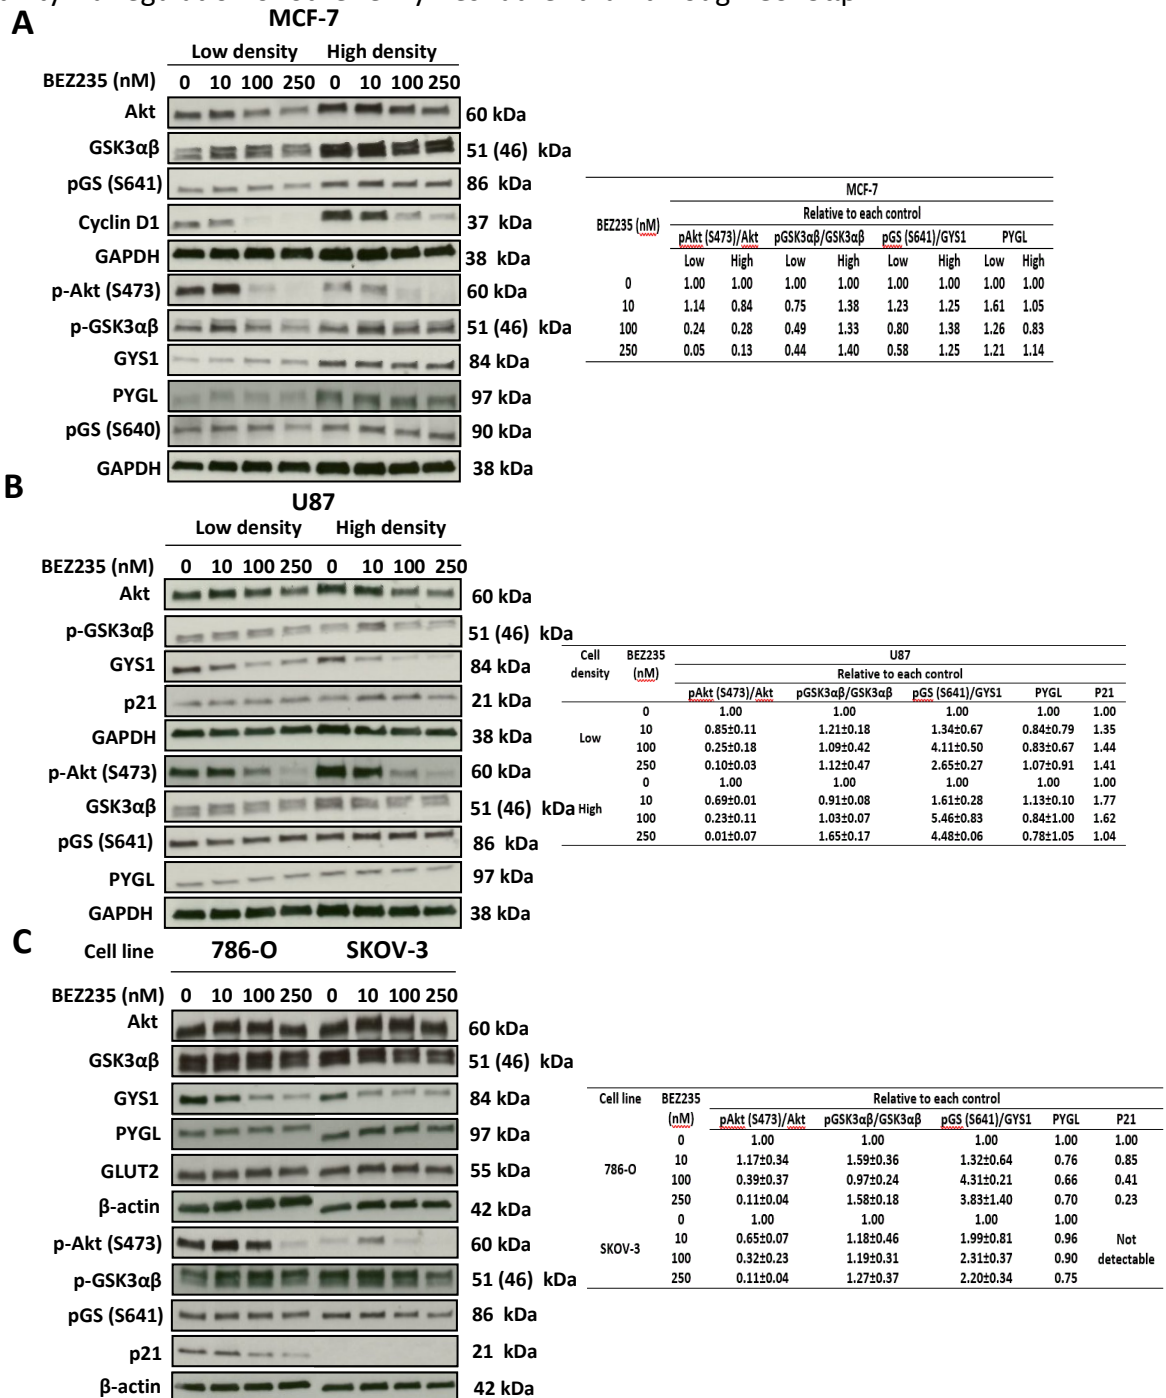 A
MCF-7
Low density High density
BEZ235 (nM) 0 10 100 250 0 10 100 250
Akt 60 kDa
GSK3αβ 51 (46) kDa
pGS (S641) 86 kDa
Cyclin D1 37 kDa
GAPDH 38 kDa
p-Akt (S473) 60 kDa
p-GSK3αβ 51 (46) kDa
GYS1 84 kDa
PYGL 97 kDa
pGS (S640) 90 kDa
GAPDH 38 kDa
MCF-7
BEZ235 (nM) Relative to each control
pAkt (S473)/Akt pGSK3αβ/GSK3αβ pGS (S641)/GYS1 PYGL
Low High Low High Low High Low High
0 1.00 1.00 1.00 1.00 1.00 1.00 1.00 1.00
10 1.14 0.84 0.75 1.38 1.23 1.25 1.61 1.05
100 0.24 0.28 0.49 1.33 0.80 1.38 1.26 0.83
250 0.05 0.13 0.44 1.40 0.58 1.25 1.21 1.14
B
U87
Low density High density
BEZ235 (nM) 0 10 100 250 0 10 100 250
Akt 60 kDa
p-GSK3αβ 51 (46) kDa
GYS1 84 kDa
p21 21 kDa
GAPDH 38 kDa
p-Akt (S473) 60 kDa
GSK3αβ 51 (46) kDa
pGS (S641) 86 kDa
PYGL 97 kDa
GAPDH 38 kDa
Cell density BEZ235 (nM) U87
Relative to each control
pAkt (S473)/Akt pGSK3αβ/GSK3αβ pGS (S641)/GYS1 PYGL P21
Low
0 1.00 1.00 1.00 1.00 1.00
10 0.85±0.11 1.21±0.18 1.34±0.67 0.84±0.79 1.35
100 0.25±0.18 1.09±0.42 4.11±0.50 0.83±0.67 1.44
250 0.10±0.03 1.12±0.47 2.65±0.27 1.07±0.91 1.41
High
0 1.00 1.00 1.00 1.00 1.00
10 0.69±0.01 0.91±0.08 1.61±0.28 1.13±0.10 1.77
100 0.23±0.11 1.03±0.07 5.46±0.83 0.84±1.00 1.62
250 0.01±0.07 1.65±0.17 4.48±0.06 0.78±1.05 1.04
C
Cell line 786-O SKOV-3
BEZ235 (nM) 0 10 100 250 0 10 100 250
Akt 60 kDa
GSK3αβ 51 (46) kDa
GYS1 84 kDa
PYGL 97 kDa
GLUT2 55 kDa
β-actin 42 kDa
p-Akt (S473) 60 kDa
p-GSK3αβ 51 (46) kDa
pGS (S641) 86 kDa
p21 21 kDa
β-actin 42 kDa
Cell line BEZ235 (nM) Relative to each control
pAkt (S473)/Akt pGSK3αβ/GSK3αβ pGS (S641)/GYS1 PYGL P21
786-O
0 1.00 1.00 1.00 1.00 1.00
10 1.17±0.34 1.59±0.36 1.32±0.64 0.76 0.85
100 0.39±0.37 0.97±0.24 4.31±0.21 0.66 0.41
250 0.11±0.04 1.58±0.18 3.83±1.40 0.70 0.23
SKOV-3
0 1.00 1.00 1.00 1.00
10 0.65±0.07 1.18±0.46 1.99±0.81 0.96 Not
100 0.32±0.23 1.19±0.31 2.31±0.37 0.90 detectable
250 0.11±0.04 1.27±0.37 2.20±0.34 0.75